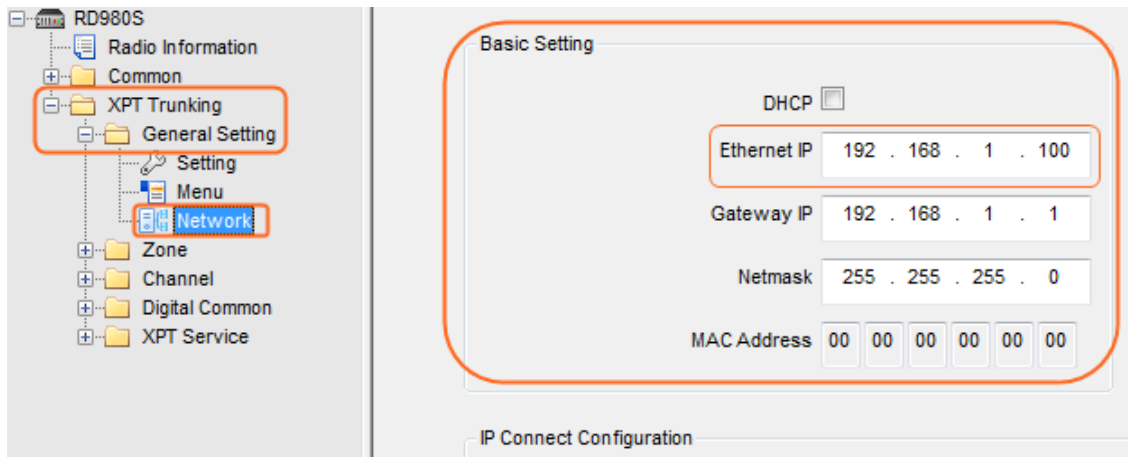 RD980S
Radio Information
Common
XPT Trunking
General Setting
Setting
Menu
Network
Zone
Channel
Digital Common
XPT Service
Basic Setting
DHCP
Ethernet IP 192 . 168 . 1 . 100
Gateway IP 192 . 168 . 1 . 1
Netmask 255 . 255 . 255 . 0
MAC Address 00 00 00 00 00 00
IP Connect Configuration